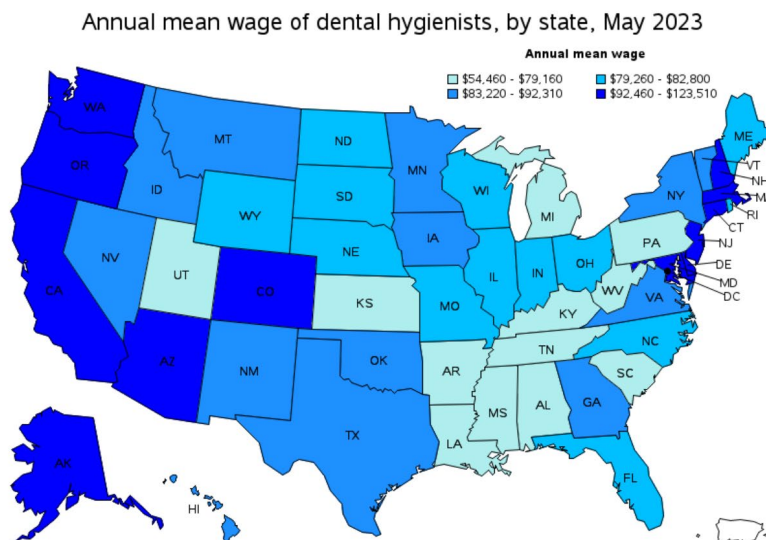 Annual mean wage of dental hygienists, by state, May 2023
Annual mean wage
$54,460 - $79,160
$79,260 - $82,800
$83,220 - $92,310
$92,460 - $123,510
WA
MT
ND
MN
ME
VT
NH
OR
ID
SD
WI
MI
NY
M
RI
CT
WY
IA
NE
PA
NJ
NV
UT
CO
KS
MO
IL
IN
OH
WV
VA
DE
MD
DC
CA
KY
AZ
NM
OK
AR
TN
NC
SC
TX
LA
MS
AL
GA
FL
AK
HI